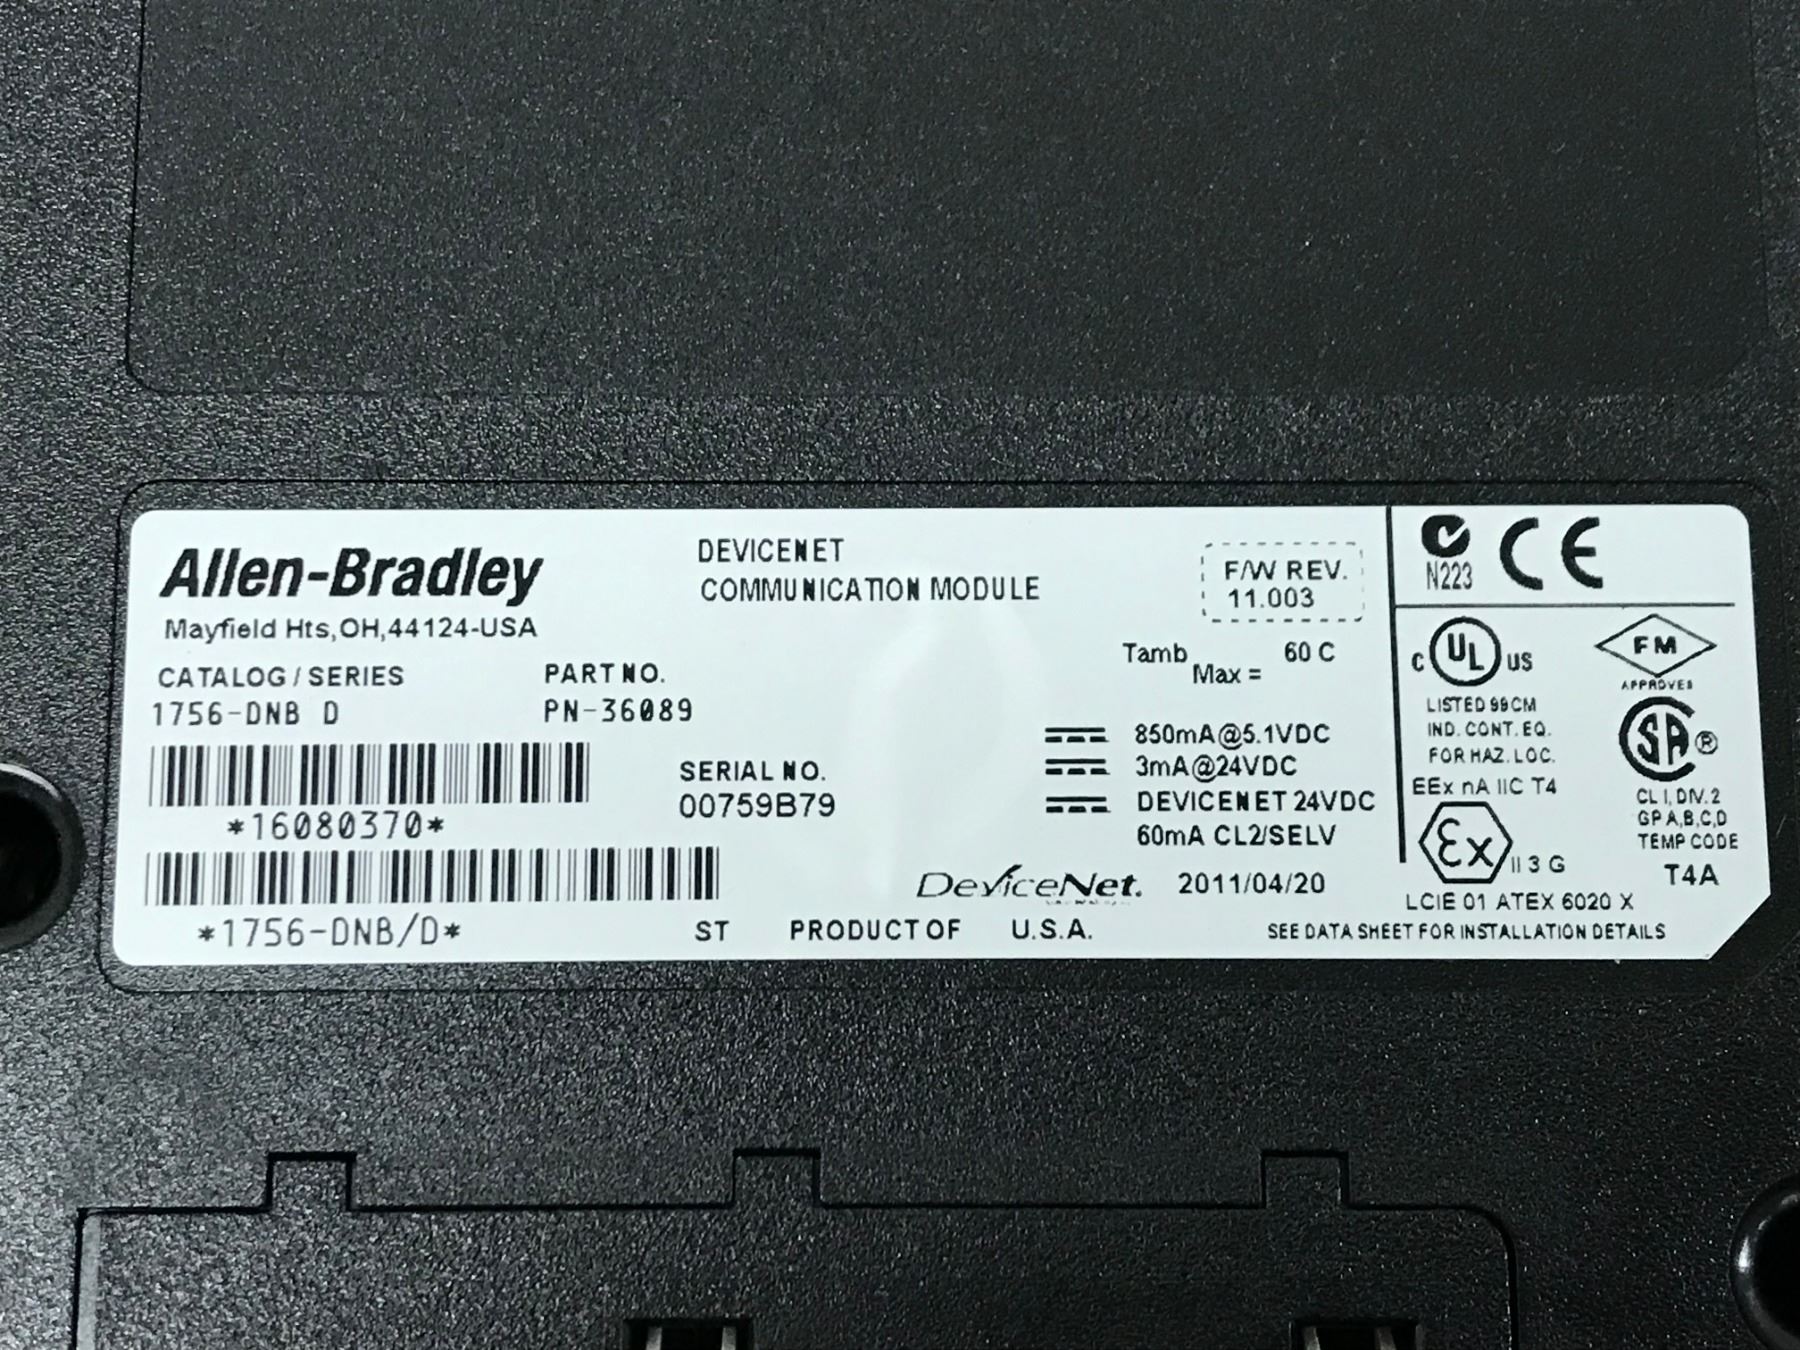 Allen-Bradley
Mayfield Hts,OH,44124-USA
CATALOG / SERIES
1756-DNB D
PART NO.
PN-36089
*16080370*
*1756-DNB/D*
DEVICENET
COMMUNICATION MODULE
SERIAL NO.
00759B79
F/W REV.
11.003
Tamb Max = 60 C
850mA@5.1VDC
3mA@24VDC
DEVICENET 24VDC
60mA CL2/SELV
DeviceNet. 2011/04/20
ST PRODUCT OF U.S.A.
N223
CE
C UL US
LISTED 99CM
IND. CONT. EQ.
FOR HAZ. LOC.
EEx nA IIC T4
Ex II 3 G
LCIE 01 ATEX 6020 X
FM
APPROVED
SA ®
CL I, DIV. 2
GP A,B,C,D
TEMP CODE
T4A
SEE DATA SHEET FOR INSTALLATION DETAILS